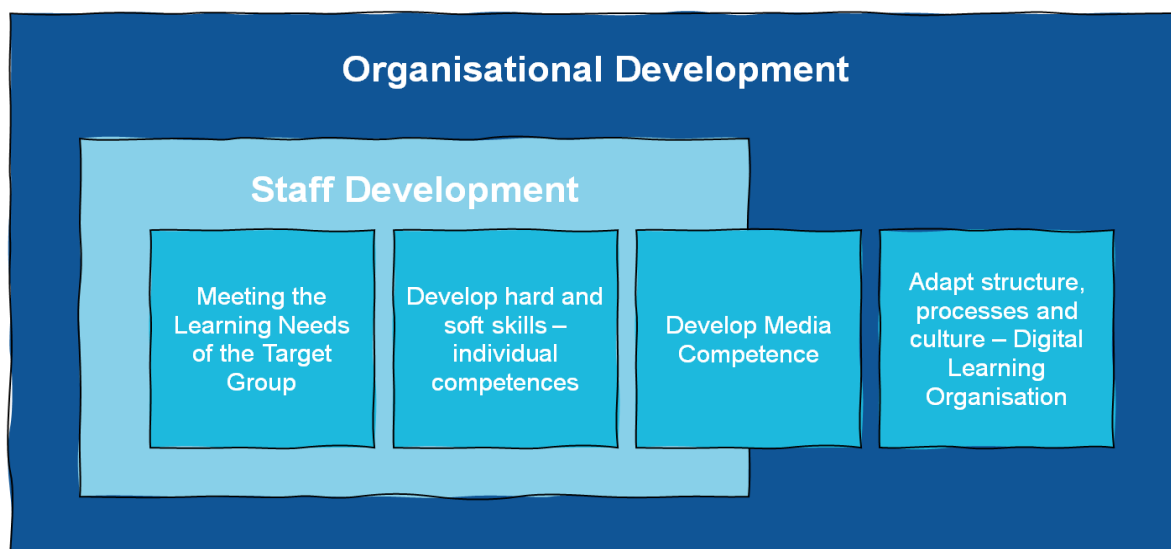 Organisational Development
Staff Development
Meeting the
Learning Needs
of the Target
Group
Develop hard and
soft skills –
individual
competences
Develop Media
Competence
Adapt structure,
processes and
culture – Digital
Learning
Organisation